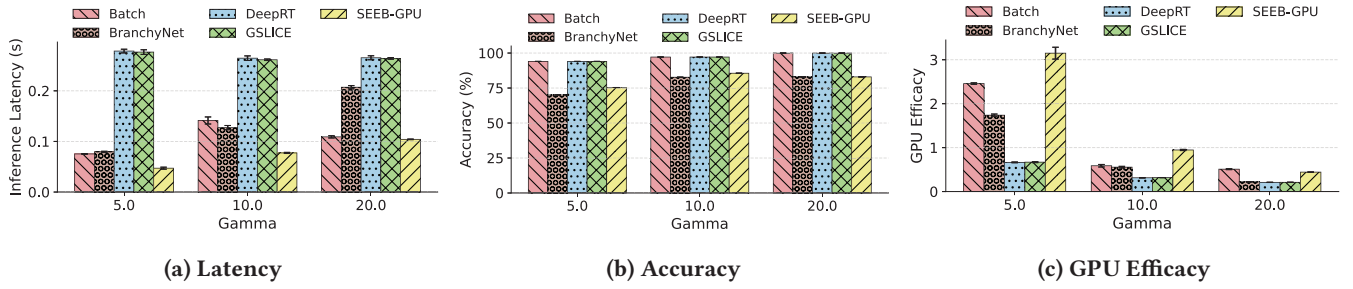 Batch
BranchyNet
DeepRT
GSLICE
SEEB-GPU
Inference Latency (s)
0.2
0.1
0.0
5.0
10.0
20.0
Gamma
(a) Latency
Batch
BranchyNet
DeepRT
GSLICE
SEEB-GPU
Accuracy (%)
100
75
50
25
0
5.0
10.0
20.0
Gamma
(b) Accuracy
Batch
BranchyNet
DeepRT
GSLICE
SEEB-GPU
GPU Efficacy
3
2
1
0
5.0
10.0
20.0
Gamma
(c) GPU Efficacy